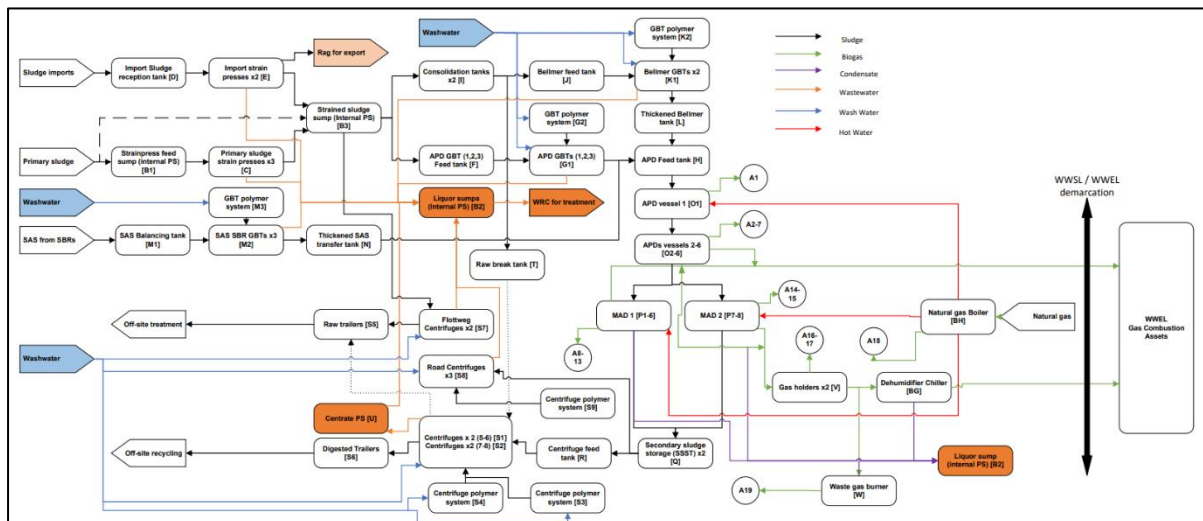 Washwater
GBT polymer
system [K2]
Sludge
Biogas
Condensate
Wastewater
Wash Water
Hot Water
Rag for export
Sludge imports
Import Sludge
reception tank [D]
Import strain
presses x2 [E]
Consolidation tanks
x2 [I]
Bellmer feed tank
[J]
Bellmer GBTs x2
[K1]
Strained sludge
sump (Internal PS)
[B3]
GBT polymer
system [G2]
Thickened Bellmer
tank [L]
Primary sludge
Strainpress feed
sump (internal PS)
[B1]
Primary sludge
strain presses x3
[C]
APD GBT (1,2,3)
Feed tank [F]
APD GBTs (1,2,3)
[G1]
APD Feed tank [H]
Washwater
GBT polymer
system [M3]
Liquor sumps
(Internal PS) [B2]
WRC for treatment
APD vessel 1 [O1]
A1
WWSL / WWEL
demarcation
SAS from SBRs
SAS Balancing tank
[M1]
SAS SBR GBTs x3
[M2]
Thickened SAS
transfer tank [N]
Raw break tank [T]
APDs vessels 2-6
[O2-6]
A2-7
Off-site treatment
Raw trailers [S5]
Flottweg
Centrifuges x2 [S7]
MAD 1 [P1-6]
MAD 2 [P7-8]
A14-
15
A16-
17
A18
Natural gas Boiler
[BH]
Natural gas
WWEL
Gas Combustion
Assets
Washwater
Road Centrifuges
x3 [S8]
A8-
13
Gas holders x2 [V]
Dehumidifier Chiller
[BG]
Centrifuge polymer
system [S9]
Centrate PS [U]
Centrifuges x 2 (5-6) [S1]
Centrifuges x2 (7-8) [S2]
Off-site recycling
Digested Trailers
[S6]
Centrifuge feed
tank [R]
Secondary sludge
storage (SSST) x2
[Q]
Liquor sump
(internal PS) [B2]
Centrifuge polymer
system [S4]
Centrifuge polymer
system [S3]
A19
Waste gas burner
[W]